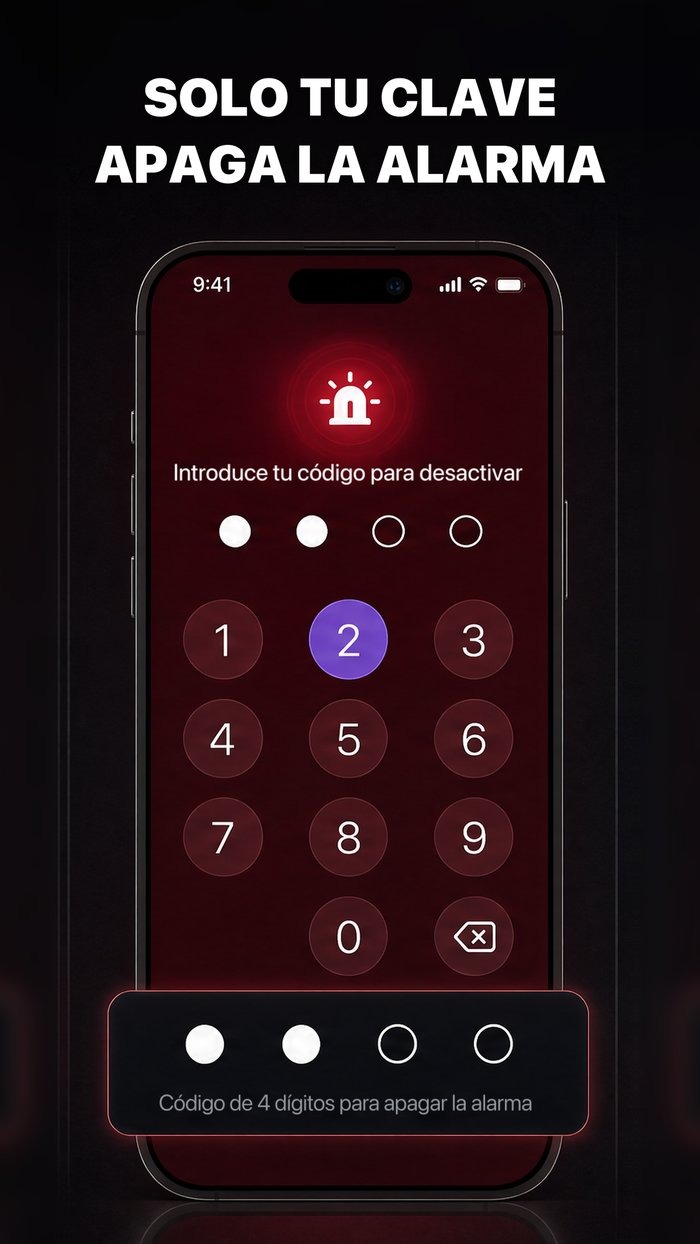 SOLO TU CLAVE
APAGA LA ALARMA
9:41
Introduce tu código para desactivar
1 2 3
4 5 6
7 8 9
0
Código de 4 dígitos para apagar la alarma